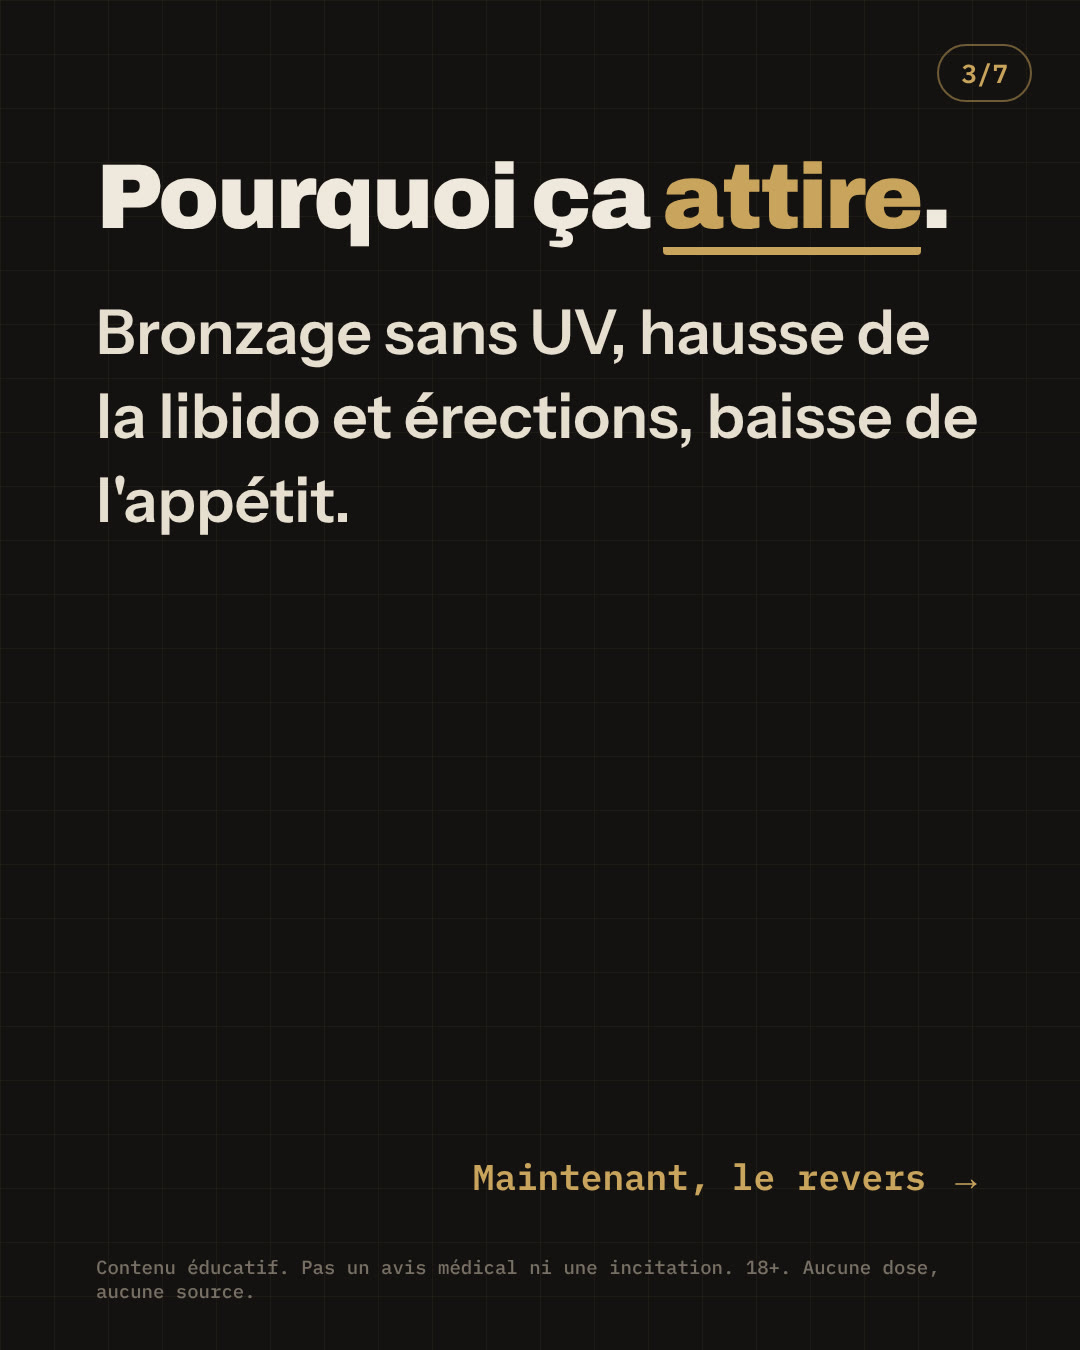 3/7
Pourquoi ça attire.
Bronzage sans UV, hausse de
la libido et érections, baisse de
l'appétit.
Maintenant, le revers →
Contenu éducatif. Pas un avis médical ni une incitation. 18+. Aucune dose,
aucune source.